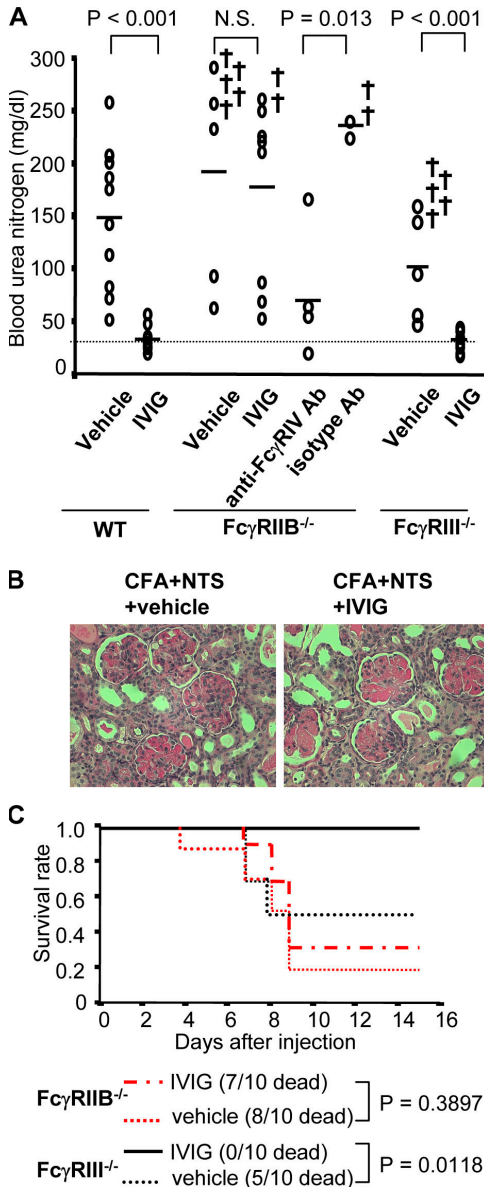 A
P < 0.001
N.S.
P = 0.013
P < 0.001
Blood urea nitrogen (mg/dl)
300
250
200
150
100
50
0
† † † † †
† †
† †
† † † † †
Vehicle
IVIG
Vehicle
IVIG
anti-FcγRIV Ab
isotype Ab
Vehicle
IVIG
WT
FcγRIIB-/-
FcγRIII-/-
B
CFA+NTS
+vehicle
CFA+NTS
+IVIG
C
Survival rate
1.0
0.8
0.6
0.4
0.2
0 2 4 6 8 10 12 14 16
Days after injection
FcγRIIB-/-
IVIG (7/10 dead)
vehicle (8/10 dead)
P = 0.3897
FcγRIII-/-
IVIG (0/10 dead)
vehicle (5/10 dead)
P = 0.0118